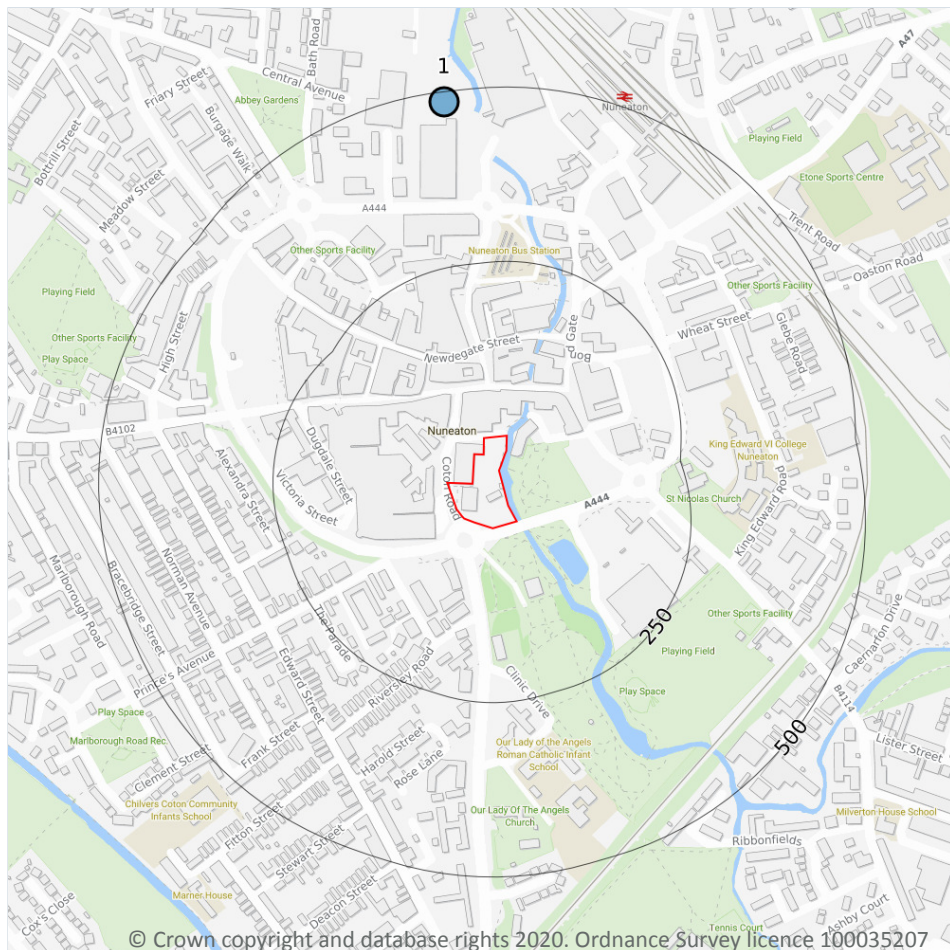 1
Bath Road
Central Avenue
Friary Street
Abbey Gardens
Burgage Walk
Bottrill Street
Meadow Street
A444
Nuneaton
A47
Playing Field
Etone Sports Centre
Trent Road
Oaston Road
Other Sports Facility
Nuneaton Bus Station
Other Sports Facility
Playing Field
Other Sports Facility
Play Space
High Street
Newdegate Street
Bond Gate
Wheat Street
Glebe Road
B4102
Nuneaton
Dugdale Street
Coton Road
Alexandra Street
Victoria Street
A444
King Edward VI College
Nuneaton
St Nicolas Church
King Edward Road
Marlborough Road
Bracebridge Street
Norman Avenue
The Parade
250
Other Sports Facility
Playing Field
Caernarfon Drive
Prince's Avenue
Edward Street
Riversley Road
Clinic Drive
Play Space
B4114
Play Space
Marlborough Road Rec
Frank Street
Harold Street
Rose Lane
Clement Street
Our Lady of the Angels
Roman Catholic Infant
School
500
Lister Street
Chilvers Coton Community
Infants School
Fitton Street
Our Lady Of The Angels
Church
Milverton House School
Stewart Street
Ribbonfields
Marner House
Deacon Street
Cox's Close
Tennis Court
Ashby Court
© Crown copyright and database rights 2020. Ordnance Survey licence 100035207